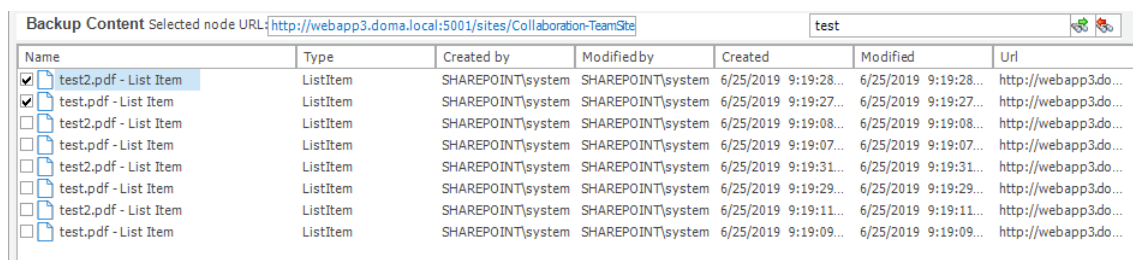 Backup Content Selected node URL: http://webapp3.doma.local:5001/sites/Collaboration-TeamSite test
Name Type Created by Modifiedby Created Modified Url
test2.pdf - List Item ListItem SHAREPOINT\system SHAREPOINT\system 6/25/2019 9:19:28... 6/25/2019 9:19:28... http://webapp3.do...
test.pdf - List Item ListItem SHAREPOINT\system SHAREPOINT\system 6/25/2019 9:19:27... 6/25/2019 9:19:27... http://webapp3.do...
test2.pdf - List Item ListItem SHAREPOINT\system SHAREPOINT\system 6/25/2019 9:19:08... 6/25/2019 9:19:08... http://webapp3.do...
test.pdf - List Item ListItem SHAREPOINT\system SHAREPOINT\system 6/25/2019 9:19:07... 6/25/2019 9:19:07... http://webapp3.do...
test2.pdf - List Item ListItem SHAREPOINT\system SHAREPOINT\system 6/25/2019 9:19:31... 6/25/2019 9:19:31... http://webapp3.do...
test.pdf - List Item ListItem SHAREPOINT\system SHAREPOINT\system 6/25/2019 9:19:29... 6/25/2019 9:19:29... http://webapp3.do...
test2.pdf - List Item ListItem SHAREPOINT\system SHAREPOINT\system 6/25/2019 9:19:11... 6/25/2019 9:19:11... http://webapp3.do...
test.pdf - List Item ListItem SHAREPOINT\system SHAREPOINT\system 6/25/2019 9:19:09... 6/25/2019 9:19:09... http://webapp3.do...